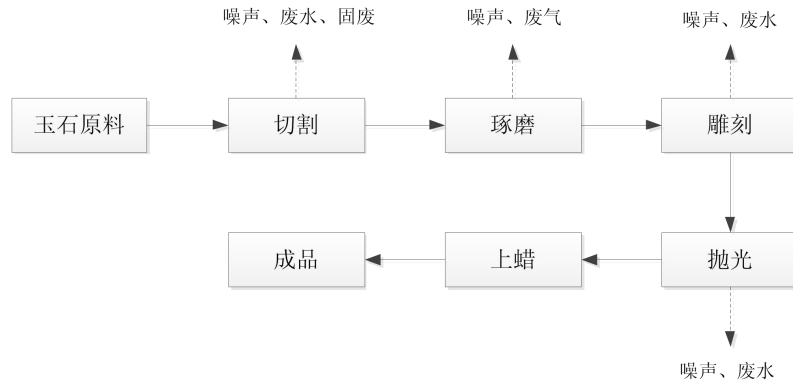 噪声、废水、固废
噪声、废气
噪声、废水
玉石原料
切割
琢磨
雕刻
成品
上蜡
抛光
噪声、废水